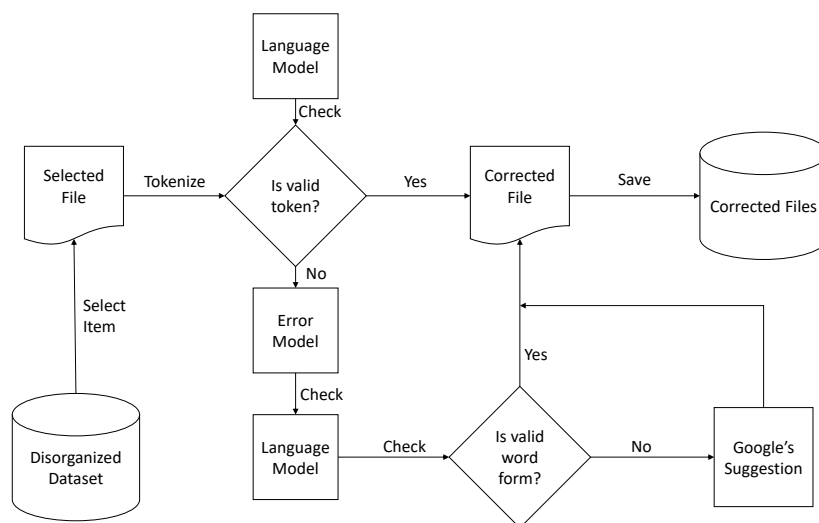 Language
Model
Check
Selected
File
Tokenize
Is valid
token?
Yes
Corrected
File
Save
Corrected Files
No
Select
Item
Error
Model
Yes
Check
Disorganized
Dataset
Language
Model
Check
Is valid
word
form?
No
Google's
Suggestion